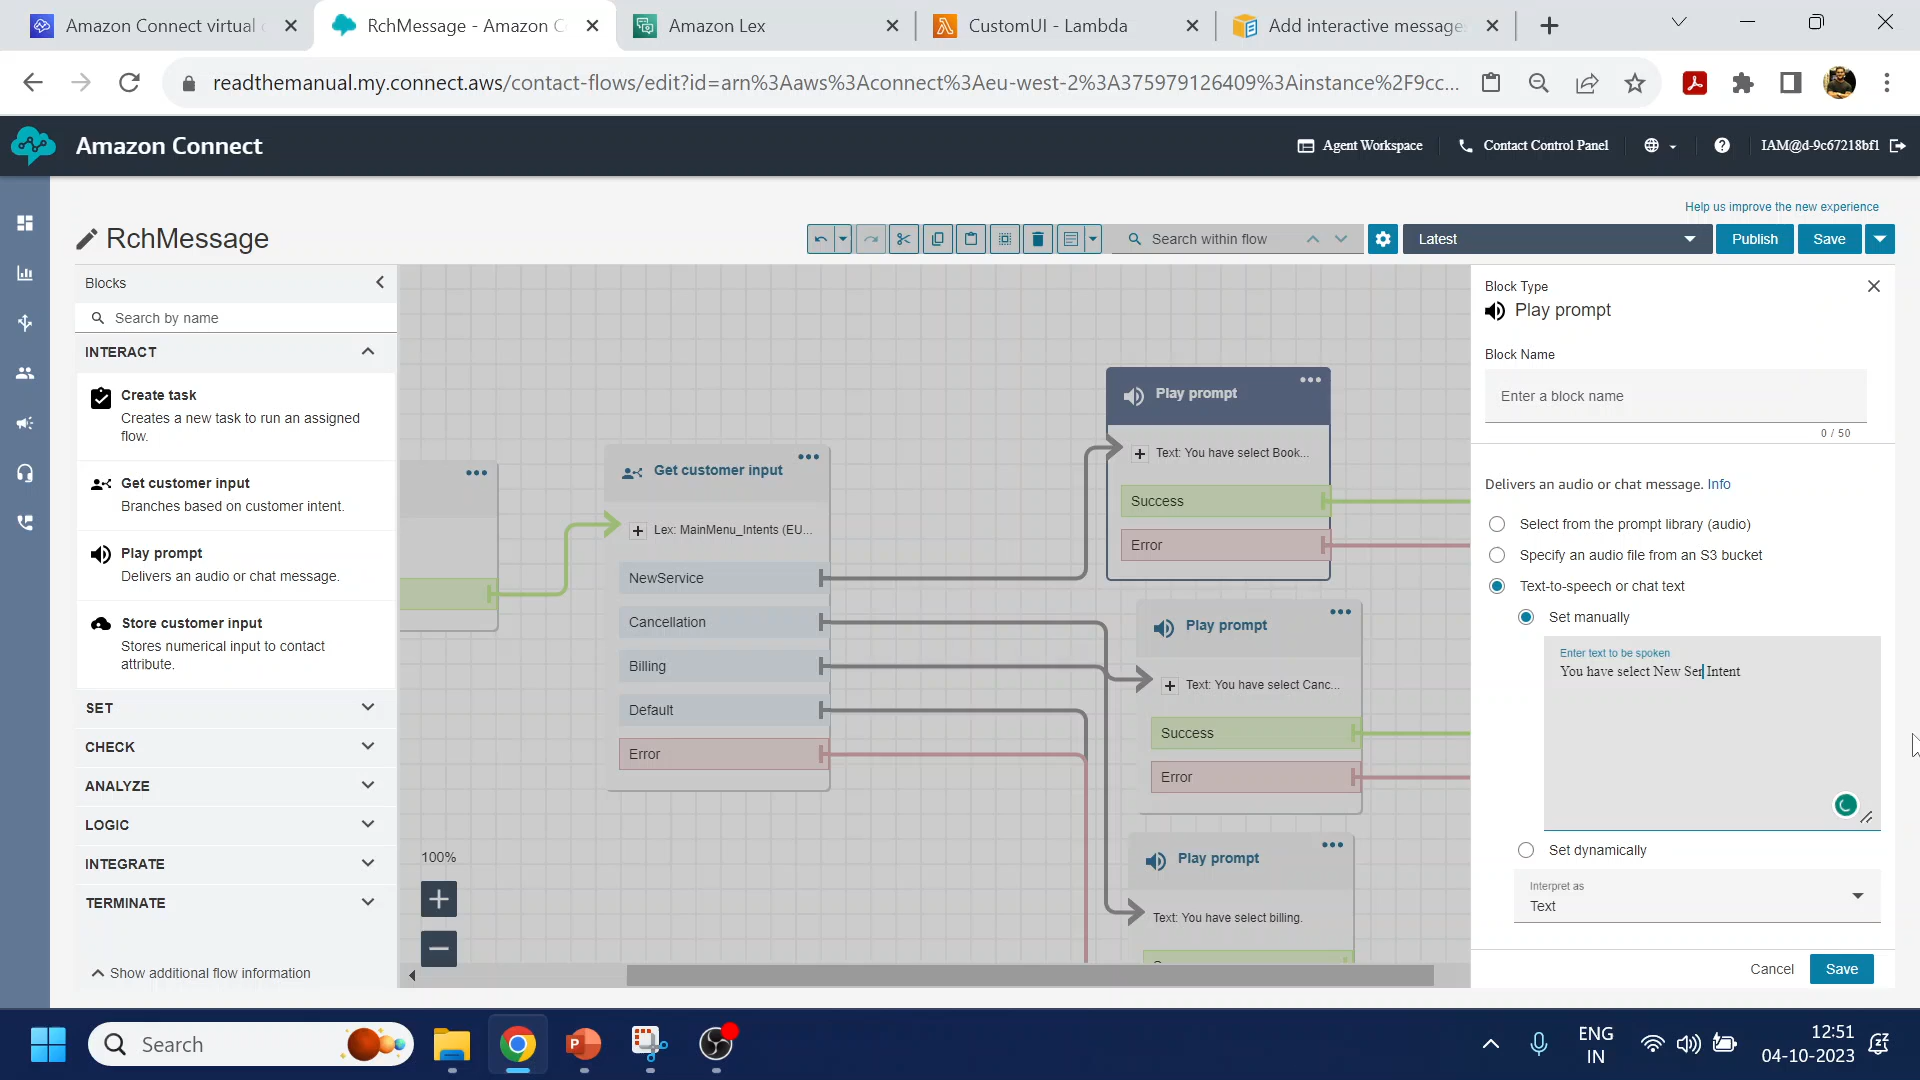 Amazon Connect virtual c
RchMessage - Amazon C
Amazon Lex
CustomUI - Lambda
Add interactive message
readthemanual.my.connect.aws/contact-flows/edit?id=arn%3Aaws%3Aconnect%3Aeu-west-2%3A375979126409%3Ainstance%2F9cc...
Amazon Connect
Agent Workspace
Contact Control Panel
IAM@d-9c67218bf1
Help us improve the new experience
RchMessage
Search within flow
Latest
Publish
Save
Blocks
Search by name
INTERACT
Create task
Creates a new task to run an assigned
flow.
Get customer input
Branches based on customer intent.
Play prompt
Delivers an audio or chat message.
Store customer input
Stores numerical input to contact
attribute.
SET
CHECK
ANALYZE
LOGIC
INTEGRATE
TERMINATE
Show additional flow information
100%
Get customer input
Lex: MainMenu_Intents (EU...
NewService
Cancellation
Billing
Default
Error
Play prompt
Text: You have select Book...
Success
Error
Play prompt
Text: You have select Canc...
Success
Error
Play prompt
Text: You have select billing.
Block Type
Play prompt
Block Name
Enter a block name
0 / 50
Delivers an audio or chat message. Info
Select from the prompt library (audio)
Specify an audio file from an S3 bucket
Text-to-speech or chat text
Set manually
Enter text to be spoken
You have select New Ser Intent
Set dynamically
Interpret as
Text
Cancel
Save
Search
ENG
IN
12:51
04-10-2023